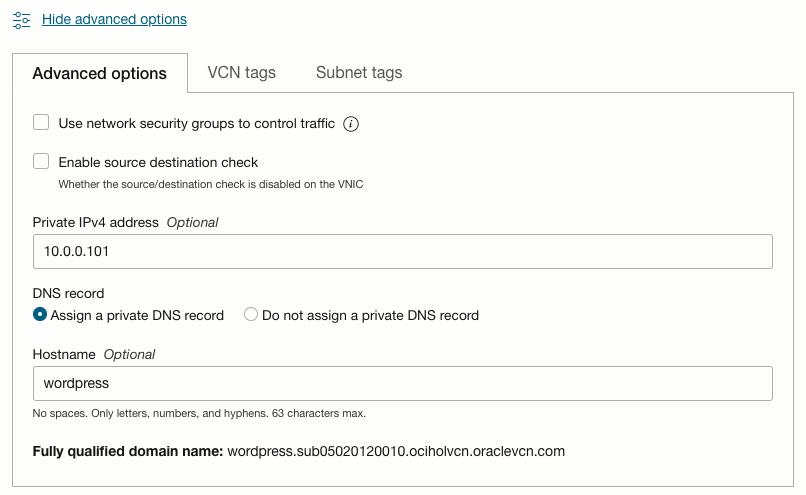 Hide advanced options
Advanced options VCN tags Subnet tags
Use network security groups to control traffic i
Enable source destination check
Whether the source/destination check is disabled on the VNIC
Private IPv4 address Optional
10.0.0.101
DNS record
Assign a private DNS record Do not assign a private DNS record
Hostname Optional
wordpress
No spaces. Only letters, numbers, and hyphens. 63 characters max.
Fully qualified domain name: wordpress.sub05020120010.ociholvcn.oraclevcn.com